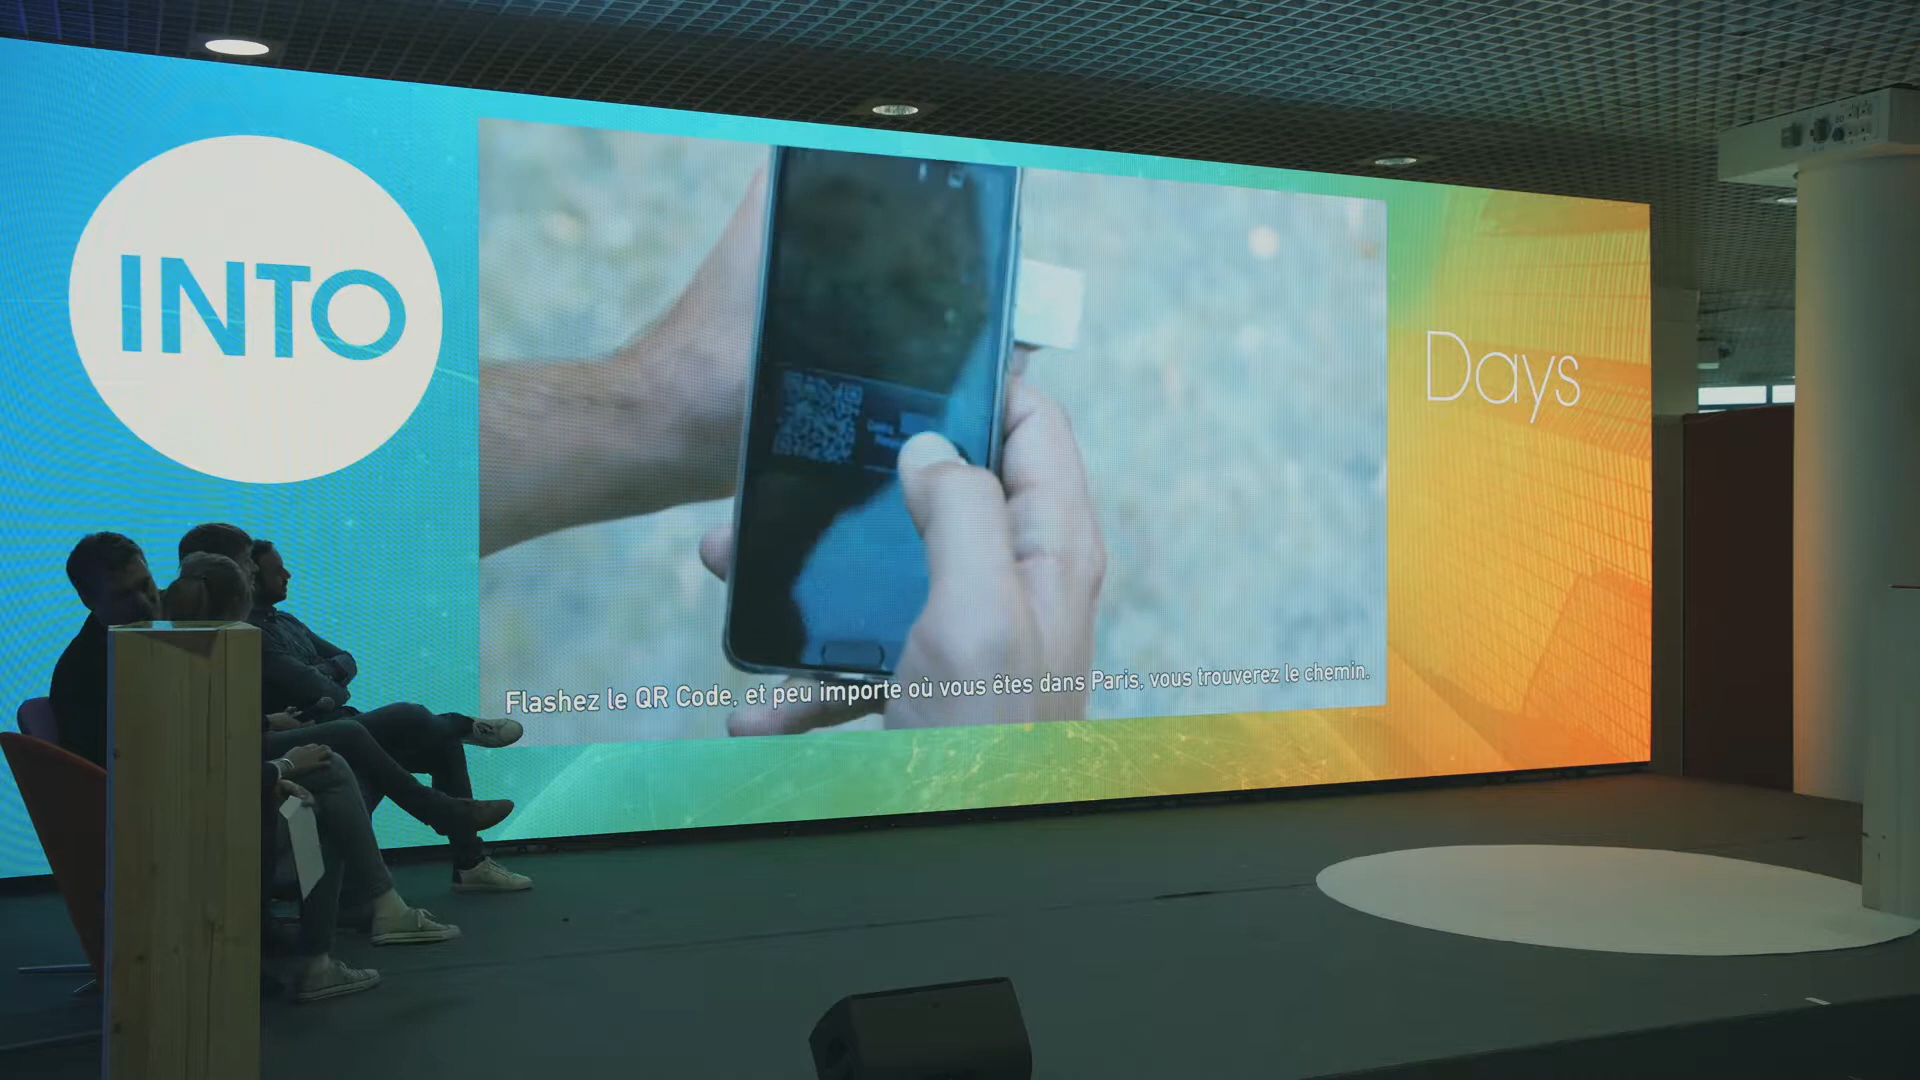 INTO
Days
Flashez le QR Code, et peu importe où vous êtes dans Paris, vous trouverez le chemin.